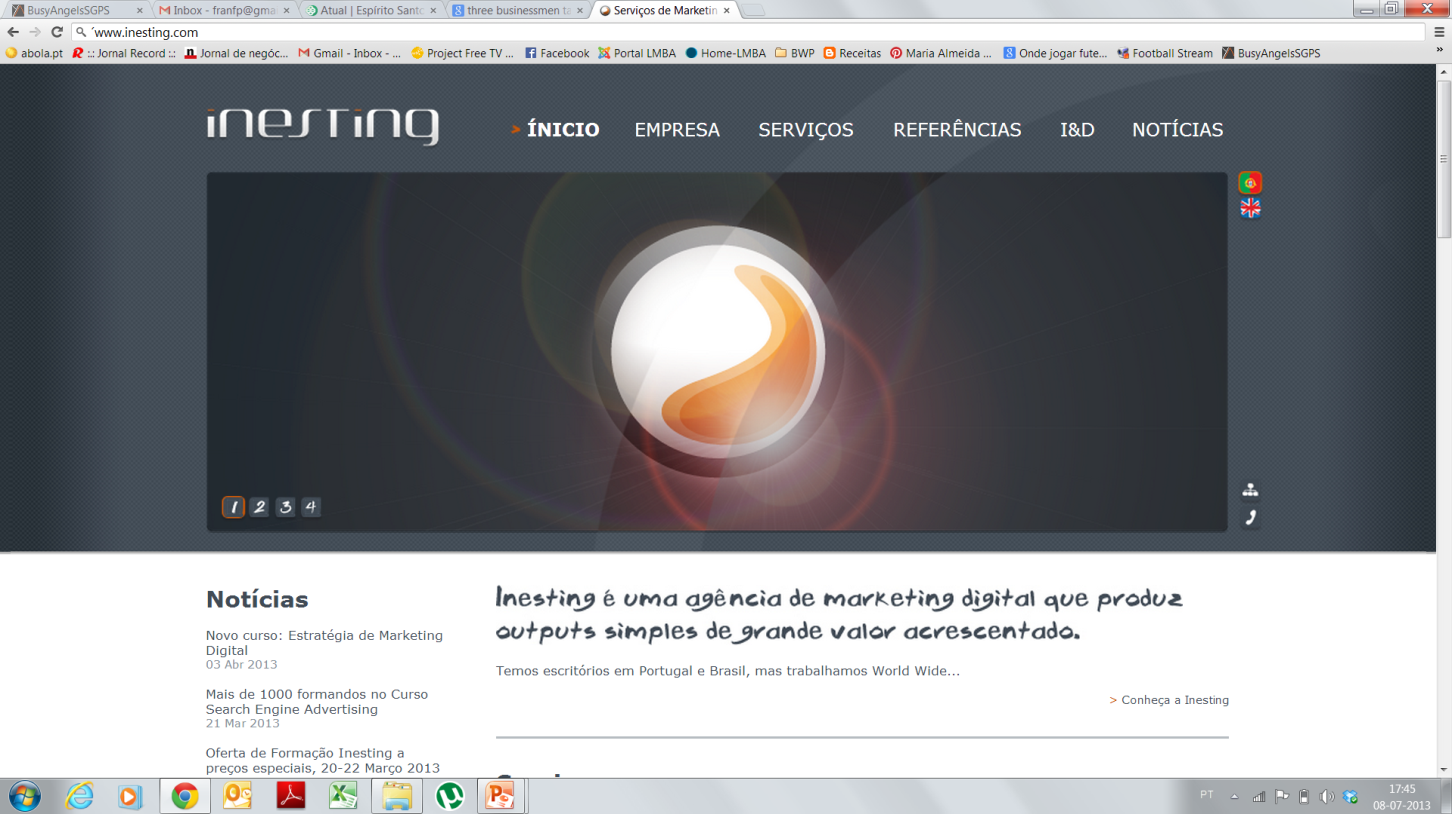 BusyAngelsSGPS
Inbox - franfp@gma
Atual | Espírito Santo
three businessmen ta
Serviços de Marketin
´www.inesting.com
abola.pt
.:: Jornal Record ::.
Jornal de negóc...
Gmail - Inbox - ...
Project Free TV ...
Facebook
Portal LMBA
Home-LMBA
BWP
Receitas
Maria Almeida ...
Onde jogar fute...
Football Stream
BusyAngelsSGPS
inesting
> ÍNICIO
EMPRESA
SERVIÇOS
REFERÊNCIAS
I&D
NOTÍCIAS
1 2 3 4
Notícias
Novo curso: Estratégia de Marketing
Digital
03 Abr 2013
Mais de 1000 formandos no Curso
Search Engine Advertising
21 Mar 2013
Oferta de Formação Inesting a
preços especiais, 20-22 Março 2013
Inesting é uma agência de marketing digital que produz
outputs simples de grande valor acrescentado.
Temos escritórios em Portugal e Brasil, mas trabalhamos World Wide...
> Conheça a Inesting
PT
17:45
08-07-2013